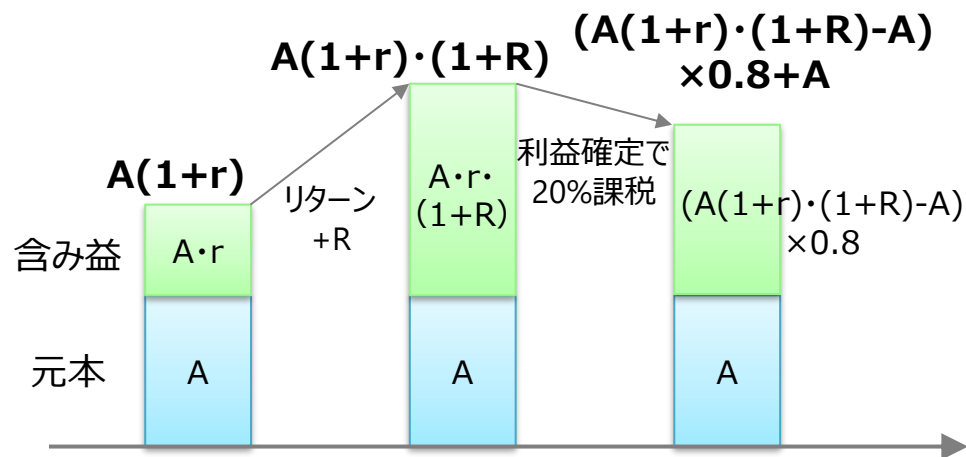 A(1+r)
含み益
A・r
元本
A
リターン
+R
A(1+r)・(1+R)
A・r・
(1+R)
A
利益確定で
20%課税
(A(1+r)・(1+R)-A)
×0.8+A
(A(1+r)・(1+R)-A)
×0.8
A